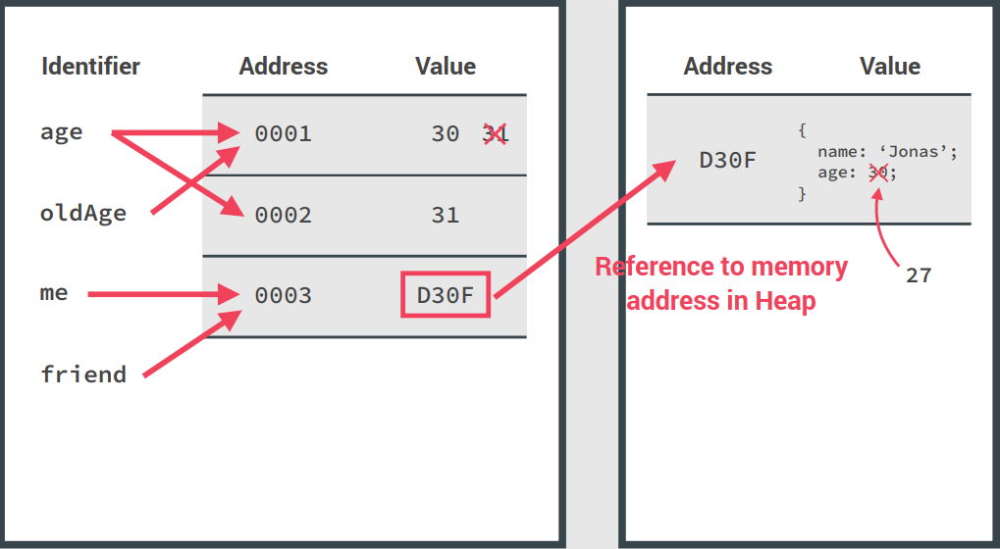 Identifier Address Value
age 0001 30 31
oldAge 0002 31
me 0003 D30F
friend
Address Value
D30F
{
name: ‘Jonas’;
age: 30;
}
27
Reference to memory
address in Heap